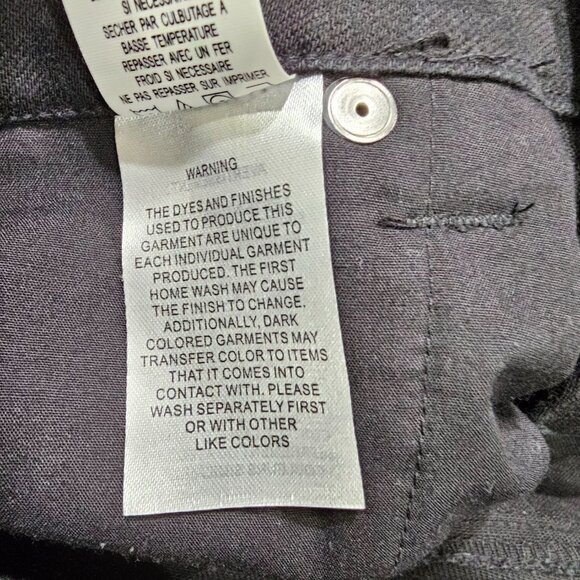 SI NECESSAIRE
SECHER PAR CULBUTAGE A
BASSE TEMPERATURE
REPASSER AVEC UN FER
FROID SI NECESSAIRE
NE PAS REPASSER SUR IMPRIMER
WARNING
THE DYES AND FINISHES
USED TO PRODUCE THIS
GARMENT ARE UNIQUE TO
EACH INDIVIDUAL GARMENT
PRODUCED. THE FIRST
HOME WASH MAY CAUSE
THE FINISH TO CHANGE.
ADDITIONALLY, DARK
COLORED GARMENTS MAY
TRANSFER COLOR TO ITEMS
THAT IT COMES INTO
CONTACT WITH. PLEASE
WASH SEPARATELY FIRST
OR WITH OTHER
LIKE COLORS